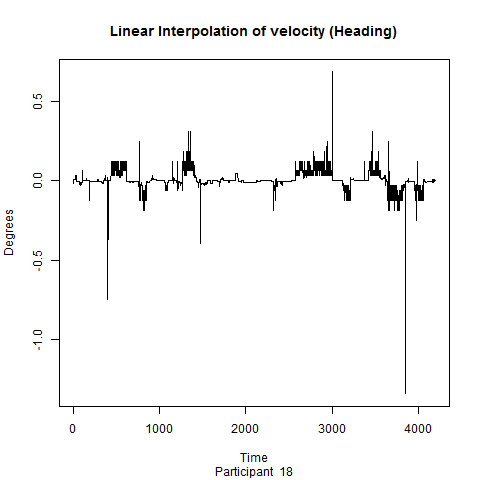 Linear Interpolation of velocity (Heading)
0.5
0.0
-0.5
-1.0
Degrees
0 1000 2000 3000 4000
Time
Participant 18